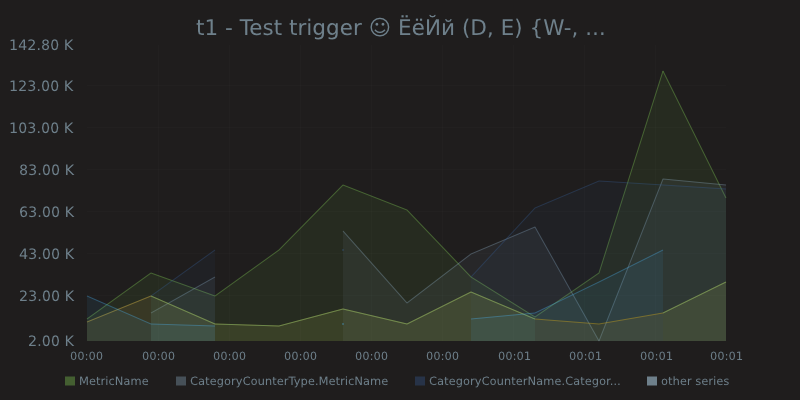 t1 - Test trigger ☺ ЁёЙй (D, E) {W-, ...
142.80 K
123.00 K
103.00 K
83.00 K
63.00 K
43.00 K
23.00 K
2.00 K
00:00 00:00 00:00 00:00 00:00 00:00 00:01 00:01 00:01 00:01
MetricName CategoryCounterType.MetricName CategoryCounterName.Categor... other series